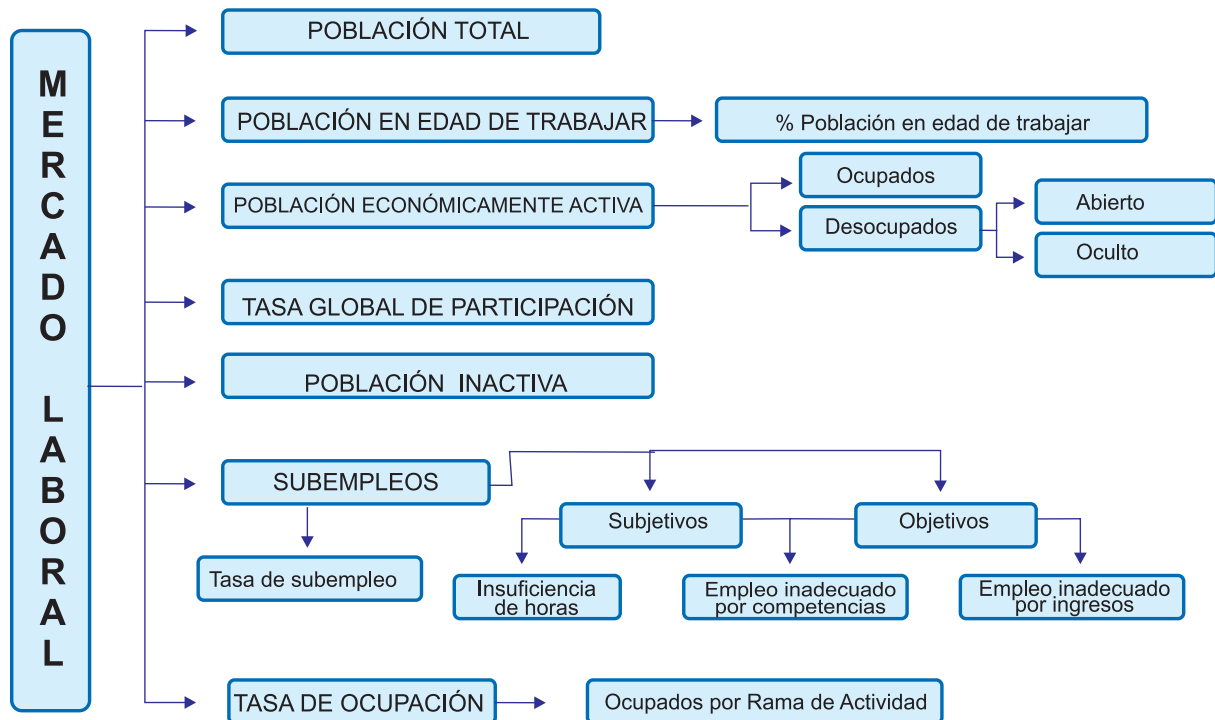 MERCADO LABORAL
POBLACIÓN TOTAL
POBLACIÓN EN EDAD DE TRABAJAR
% Población en edad de trabajar
POBLACIÓN ECONÓMICAMENTE ACTIVA
Ocupados
Desocupados
Abierto
Oculto
TASA GLOBAL DE PARTICIPACIÓN
POBLACIÓN INACTIVA
SUBEMPLEOS
Tasa de subempleo
Subjetivos
Objetivos
Insuficiencia
de horas
Empleo inadecuado
por competencias
Empleo inadecuado
por ingresos
TASA DE OCUPACIÓN
Ocupados por Rama de Actividad